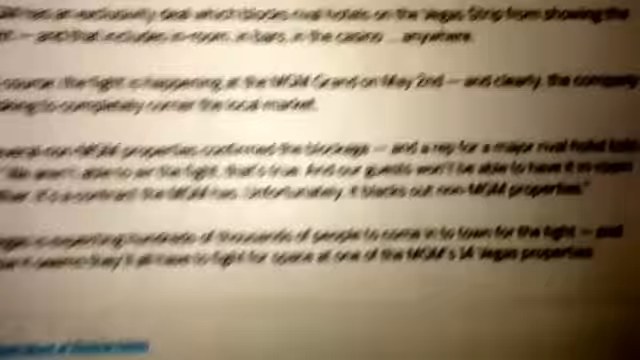 has an exclusivity deal which blocks rival hotels on the Vegas Strip from showing the
— and that includes in-room, in bars, in the casino ... anywhere.
the fight is happening at the MGM Grand on May 2nd — and clearly, the company
to completely corner the local market.
non-MGM properties confirmed the blockage — and a rep for a major rival hotel
"We aren't able to air the fight, that's true. And our guests won't be able to have it in-room
It's a contract the MGM has. Unfortunately, it blacks out non-MGM properties."
is expecting hundreds of thousands of people to come in to town for the fight — and
it seems they'll all have to fight for space at one of the MGM's 14 Vegas properties.